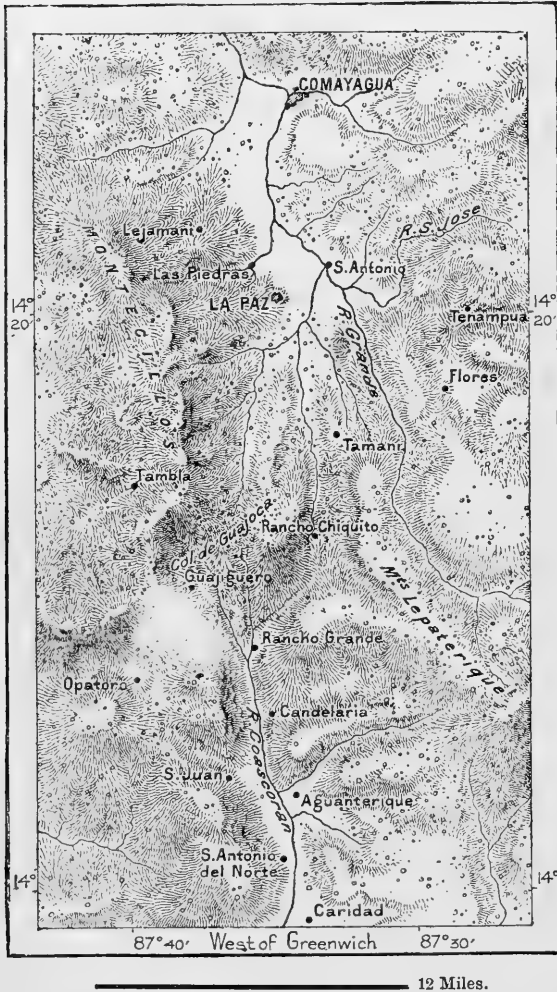 COMAYAGUA
R. S. Jose
Lejamani
MONTECILLOS
Las Piedras
S. Antonio
LA PAZ
14°
20'
14°
20'
Tenampua
R. Grande
Flores
Tamani
Tambla
Col de Guajoca
Rancho Chiquito
Guajiguero
Mts Lepaterique
Rancho Grande
Opatoro
Candelaria
R. Goascoran
S. Juan
Aguanterique
S. Antonio
del Norte
14°
14°
Caridad
87°40' West of Greenwich 87°30'
12 Miles.